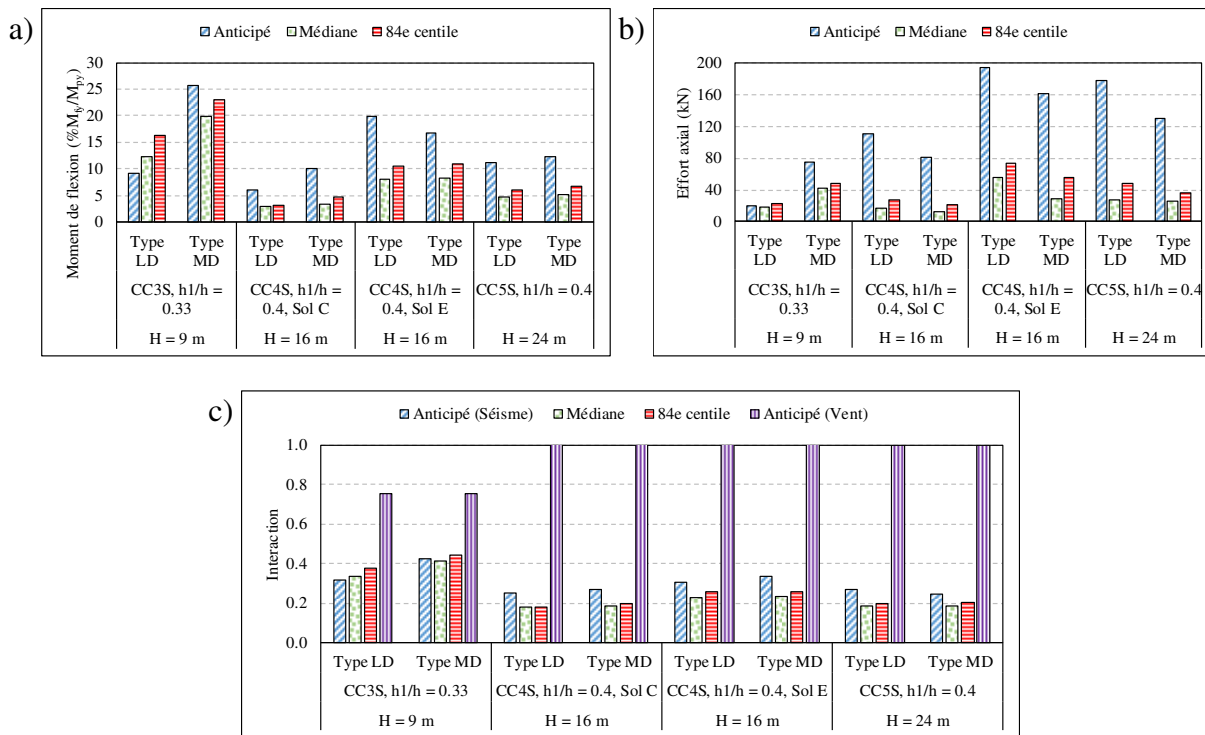 a)
Anticipé Médiane 84e centile
Moment de flexion (%Mfy/Mpy)
30
25
20
15
10
5
0
Type LD Type MD Type LD Type MD Type LD Type MD Type LD Type MD
CC3S, h1/h = 0.33 CC4S, h1/h = 0.4, Sol C CC4S, h1/h = 0.4, Sol E CC5S, h1/h = 0.4
H = 9 m H = 16 m H = 16 m H = 24 m
b)
Anticipé Médiane 84e centile
Effort axial (kN)
200
160
120
80
40
0
Type LD Type MD Type LD Type MD Type LD Type MD Type LD Type MD
CC3S, h1/h = 0.33 CC4S, h1/h = 0.4, Sol C CC4S, h1/h = 0.4, Sol E CC5S, h1/h = 0.4
H = 9 m H = 16 m H = 16 m H = 24 m
c)
Anticipé (Séisme) Médiane 84e centile Anticipé (Vent)
Interaction
1.0
0.8
0.6
0.4
0.2
0.0
Type LD Type MD Type LD Type MD Type LD Type MD Type LD Type MD
CC3S, h1/h = 0.33 CC4S, h1/h = 0.4, Sol C CC4S, h1/h = 0.4, Sol E CC5S, h1/h = 0.4
H = 9 m H = 16 m H = 16 m H = 24 m